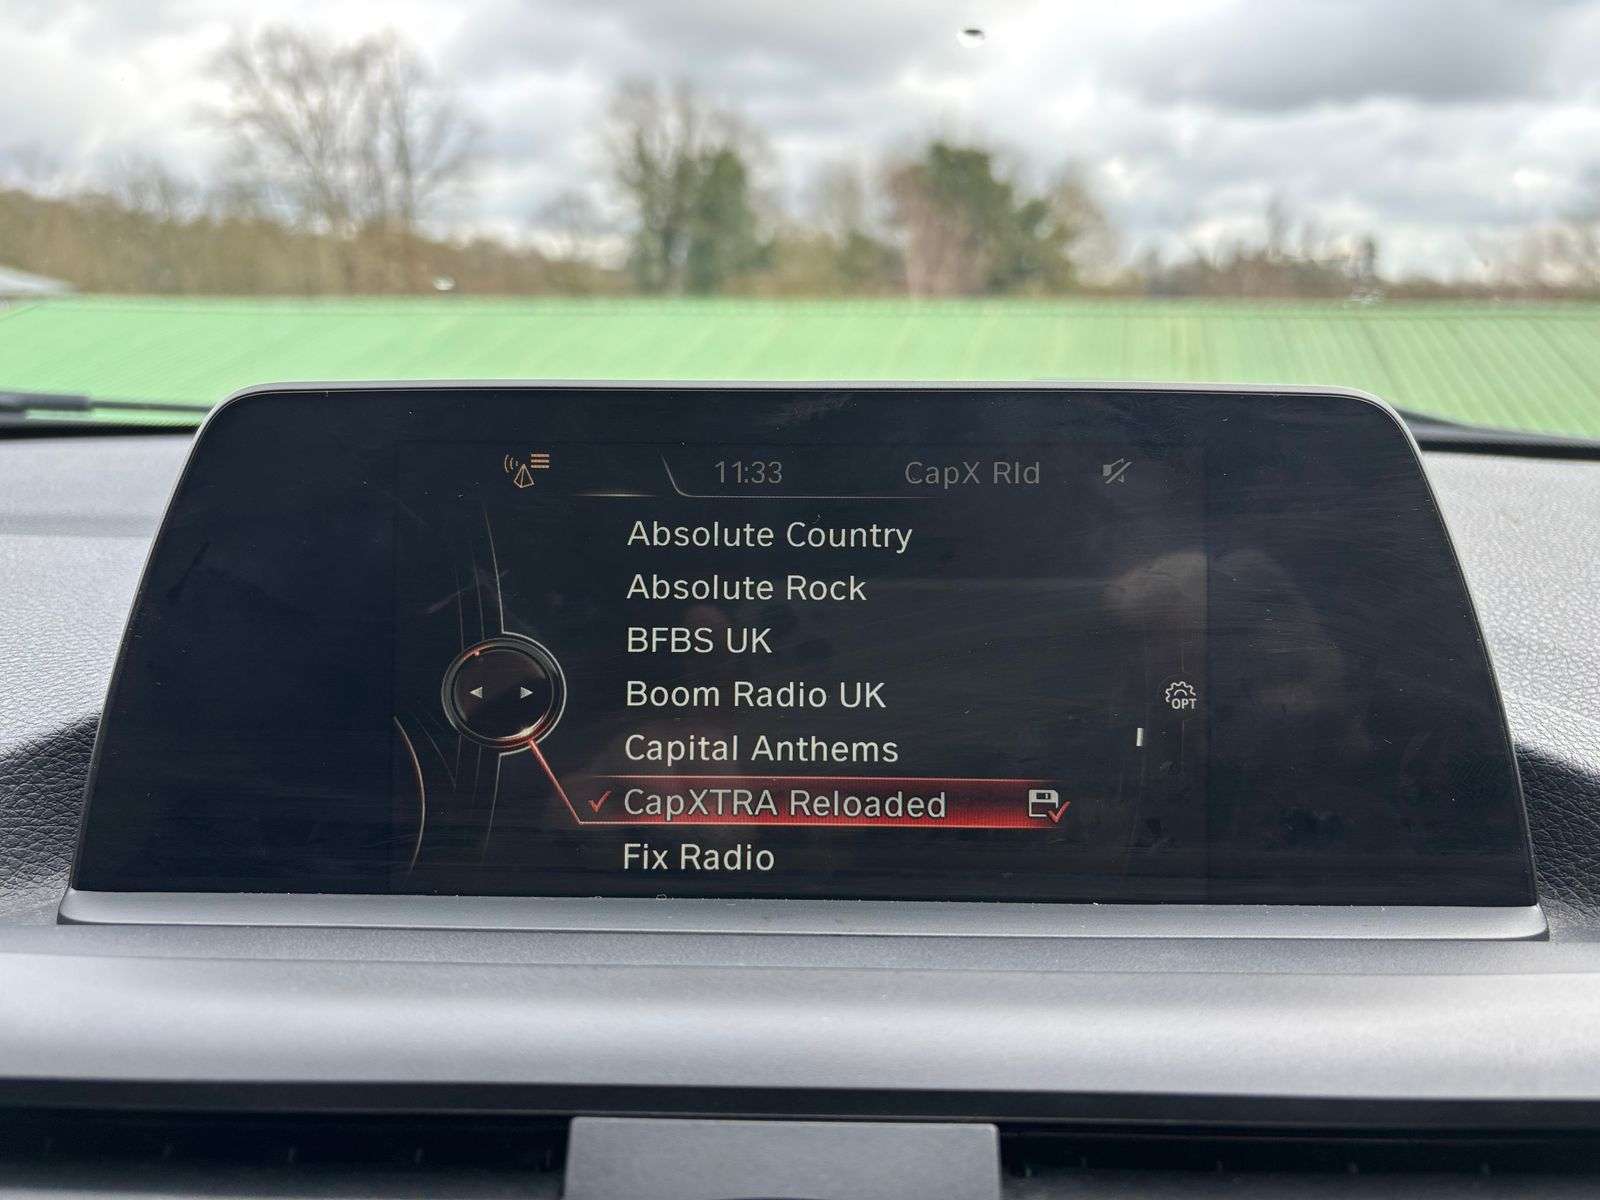 11:33 CapX Rld
Absolute Country
Absolute Rock
BFBS UK
Boom Radio UK
OPT
Capital Anthems
CapXTRA Reloaded
Fix Radio